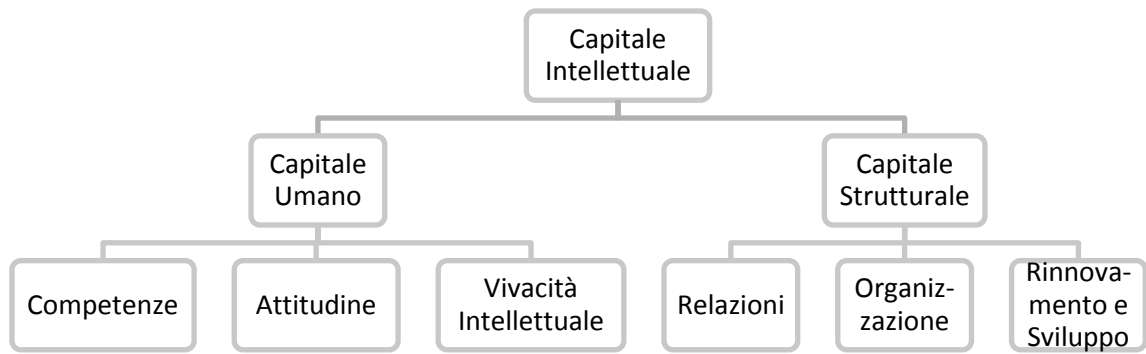 Capitale
Intellettuale
Capitale
Umano
Capitale
Strutturale
Competenze
Attitudine
Vivacità
Intellettuale
Relazioni
Organiz-
zazione
Rinnova-
mento e
Sviluppo